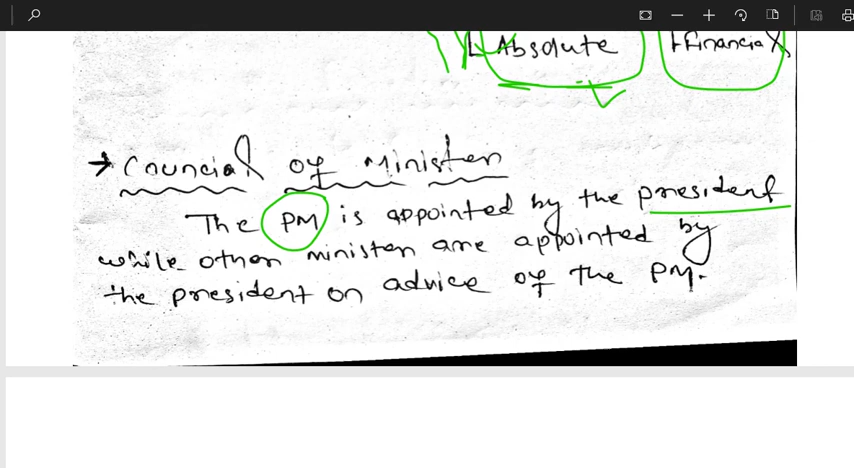 Absolute Financial
→ Councial of Minister
The PM is appointed by the president
while other minister are appointed by
the president on advice of the PM.